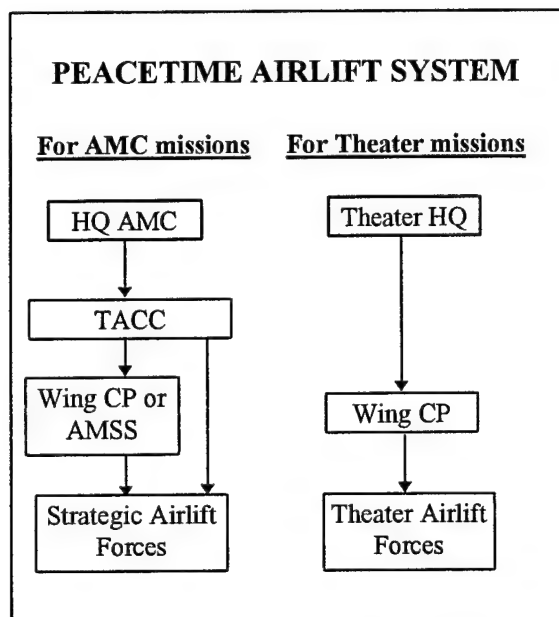 PEACETIME AIRLIFT SYSTEM
For AMC missions
For Theater missions
HQ AMC
Theater HQ
TACC
Wing CP or
AMSS
Wing CP
Strategic Airlift
Forces
Theater Airlift
Forces